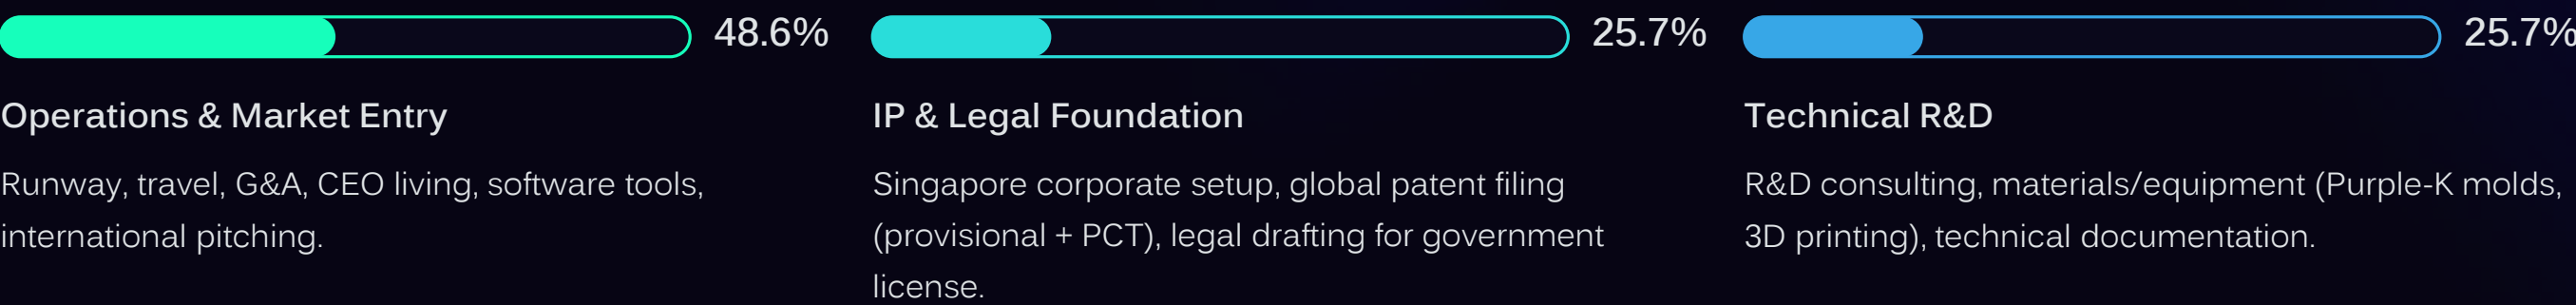 48.6%
Operations & Market Entry
Runway, travel, G&A, CEO living, software tools,
international pitching.
25.7%
IP & Legal Foundation
Singapore corporate setup, global patent filing
(provisional + PCT), legal drafting for government
license.
25.7%
Technical R&D
R&D consulting, materials/equipment (Purple-K molds,
3D printing), technical documentation.